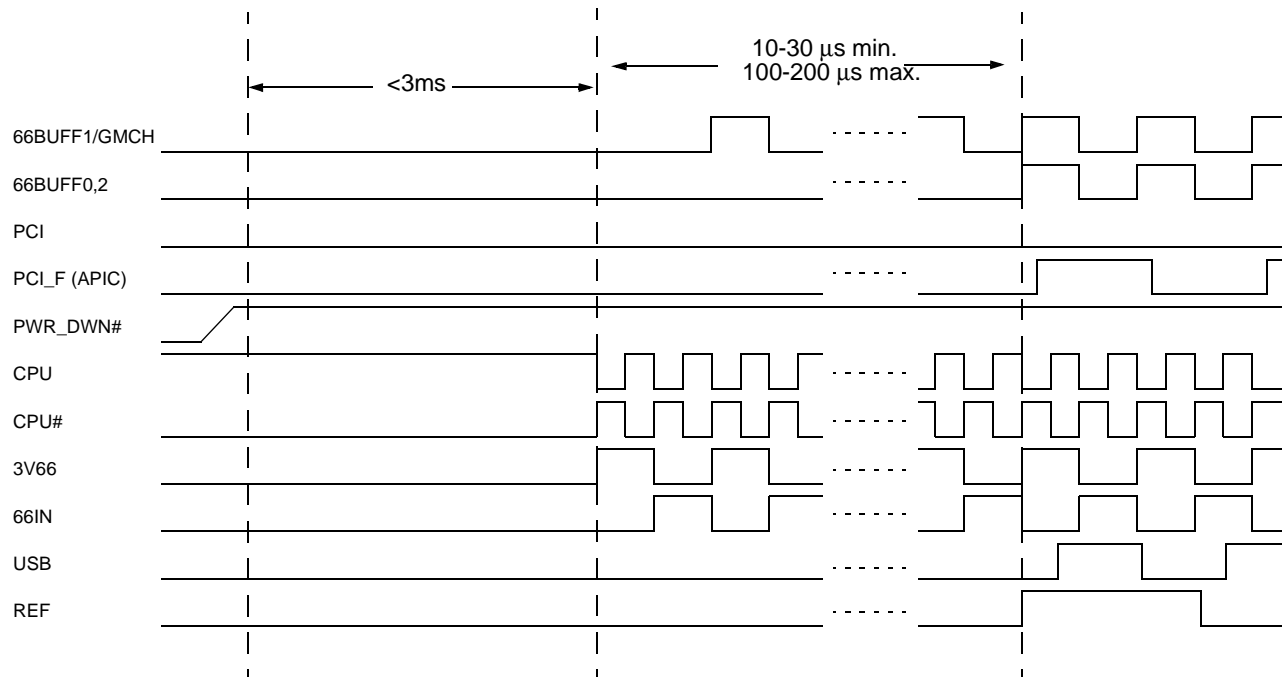 10-30 μs min.
<3ms
100-200 μs max.
66BUFF1/GMCH
66BUFF0,2
PCI
PCI_F (APIC)
PWR_DWN#
CPU
CPU#
3V66
66IN
USB
REF